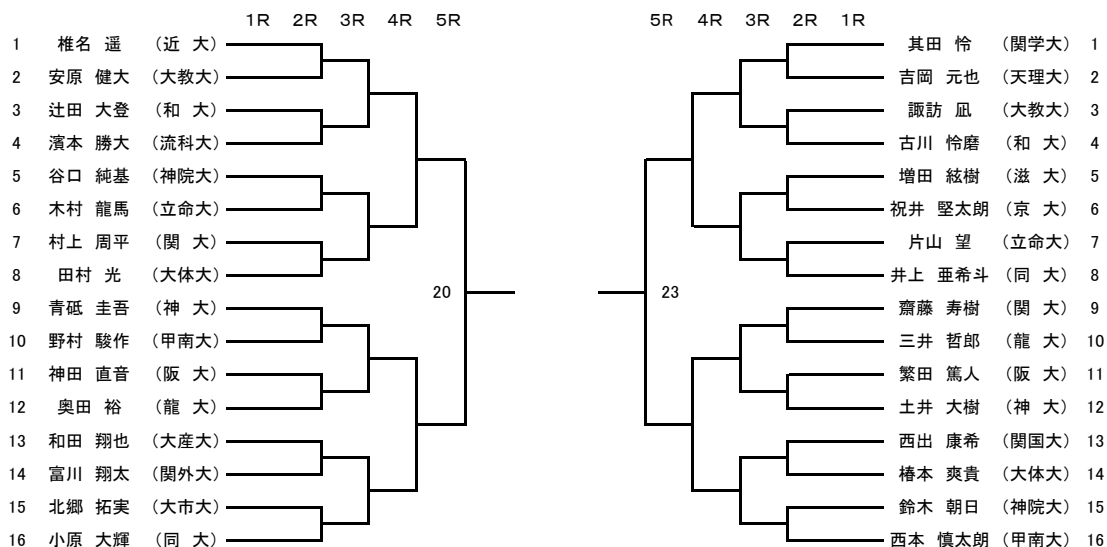 1R 2R 3R 4R 5R
1 椎名 遥 （近 大）
2 安原 健大 （大教大）
3 辻田 大登 （和 大）
4 濱本 勝大 （流科大）
5 谷口 純基 （神院大）
6 木村 龍馬 （立命大）
7 村上 周平 （関 大）
8 田村 光 （大体大）
20
9 青砥 圭吾 （神 大）
10 野村 駿作 （甲南大）
11 神田 直音 （阪 大）
12 奥田 裕 （龍 大）
13 和田 翔也 （大産大）
14 富川 翔太 （関外大）
15 北郷 拓実 （大市大）
16 小原 大輝 （同 大）
5R 4R 3R 2R 1R
其田 怜 （関学大） 1
吉岡 元也 （天理大） 2
諏訪 凪 （大教大） 3
古川 怜磨 （和 大） 4
増田 絃樹 （滋 大） 5
祝井 堅太朗 （京 大） 6
片山 望 （立命大） 7
井上 亜希斗 （同 大） 8
23
齋藤 寿樹 （関 大） 9
三井 哲郎 （龍 大） 10
繁田 篤人 （阪 大） 11
土井 大樹 （神 大） 12
西出 康希 （関国大） 13
椿本 爽貴 （大体大） 14
鈴木 朝日 （神院大） 15
西本 慎太朗 （甲南大） 16